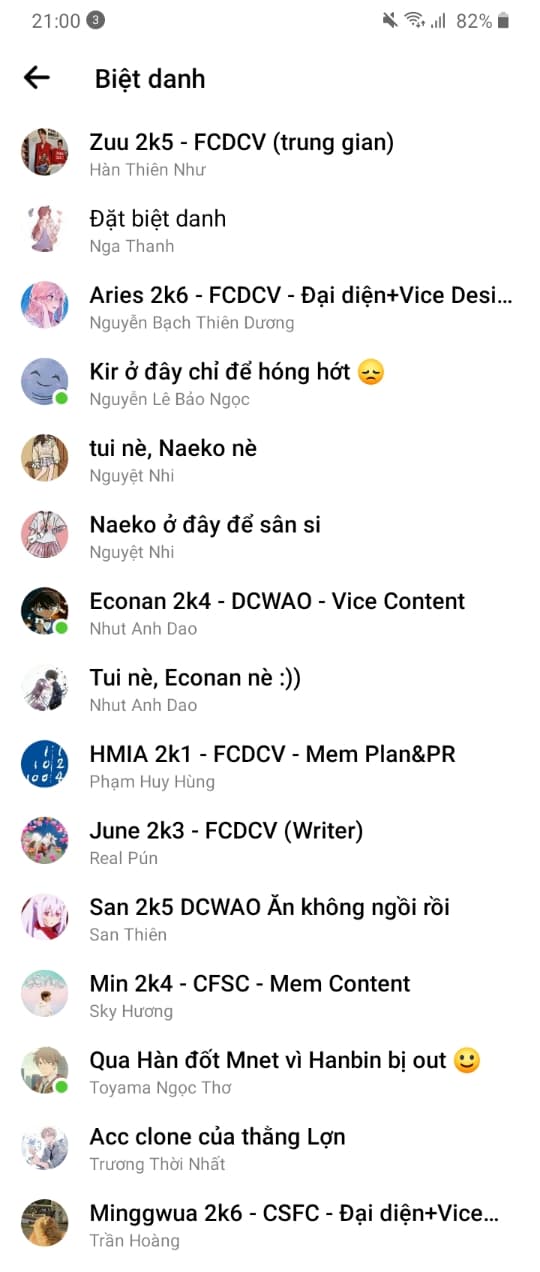 21:00 3 82%
Biệt danh
Zuu 2k5 - FCDCV (trung gian)
Hàn Thiên Như
Đặt biệt danh
Nga Thanh
Aries 2k6 - FCDCV - Đại diện+Vice Desi...
Nguyễn Bạch Thiên Dương
Kir ở đây chỉ để hóng hớt 😞
Nguyễn Lê Bảo Ngọc
tui nè, Naeko nè
Nguyệt Nhi
Naeko ở đây để sân si
Nguyệt Nhi
Econan 2k4 - DCWAO - Vice Content
Nhut Anh Dao
Tui nè, Econan nè :))
Nhut Anh Dao
HMIA 2k1 - FCDCV - Mem Plan&PR
Phạm Huy Hùng
June 2k3 - FCDCV (Writer)
Real Pún
San 2k5 DCWAO Ăn không ngồi rồi
San Thiên
Min 2k4 - CFSC - Mem Content
Sky Hương
Qua Hàn đốt Mnet vì Hanbin bị out 🙂
Toyama Ngọc Thơ
Acc clone của thằng Lợn
Trương Thời Nhất
Minggwua 2k6 - CSFC - Đại diện+Vice...
Trần Hoàng